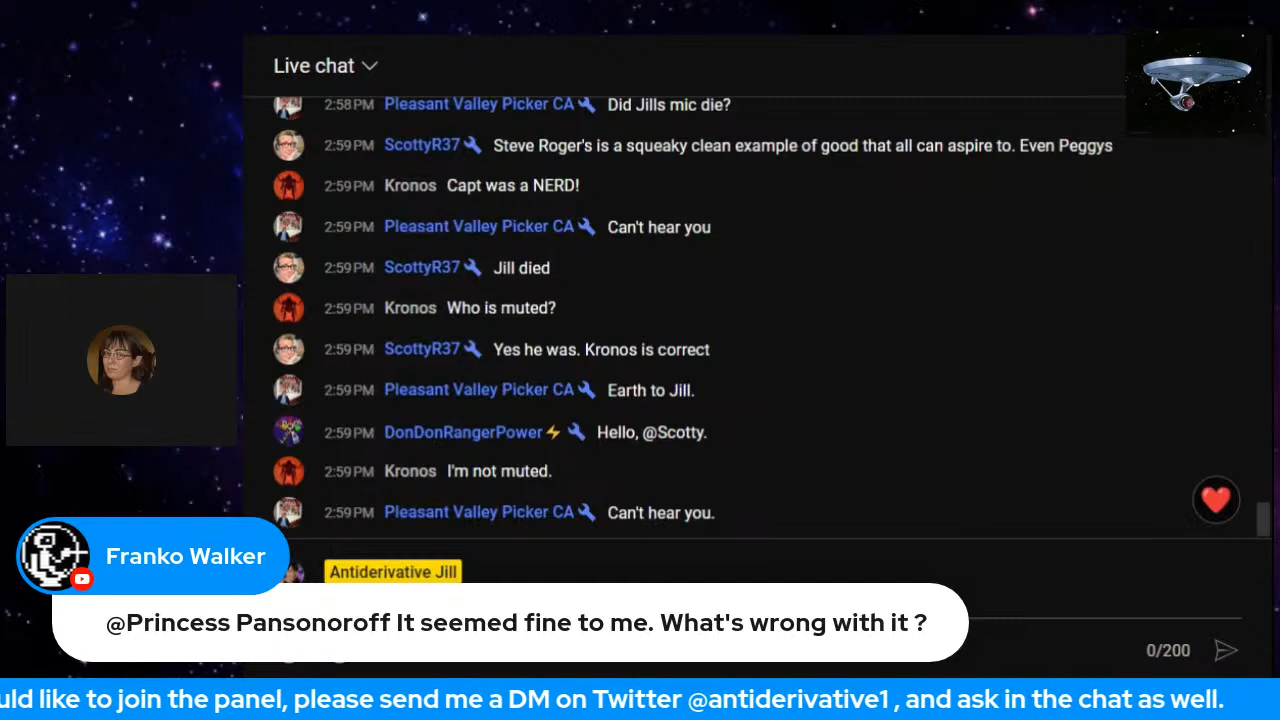 Live chat
2:58 PM Pleasant Valley Picker CA Did Jills mic die?
2:59 PM ScottyR37 Steve Roger's is a squeaky clean example of good that all can aspire to. Even Peggys
2:59 PM Kronos Capt was a NERD!
2:59 PM Pleasant Valley Picker CA Can't hear you
2:59 PM ScottyR37 Jill died
2:59 PM Kronos Who is muted?
2:59 PM ScottyR37 Yes he was. Kronos is correct
2:59 PM Pleasant Valley Picker CA Earth to Jill.
2:59 PM DonDonRangerPower Hello, @Scotty.
2:59 PM Kronos I'm not muted.
2:59 PM Pleasant Valley Picker CA Can't hear you.
Franko Walker
Antiderivative Jill
@Princess Pansonoroff It seemed fine to me. What's wrong with it ?
0/200
uld like to join the panel, please send me a DM on Twitter @antiderivative1 , and ask in the chat as well.